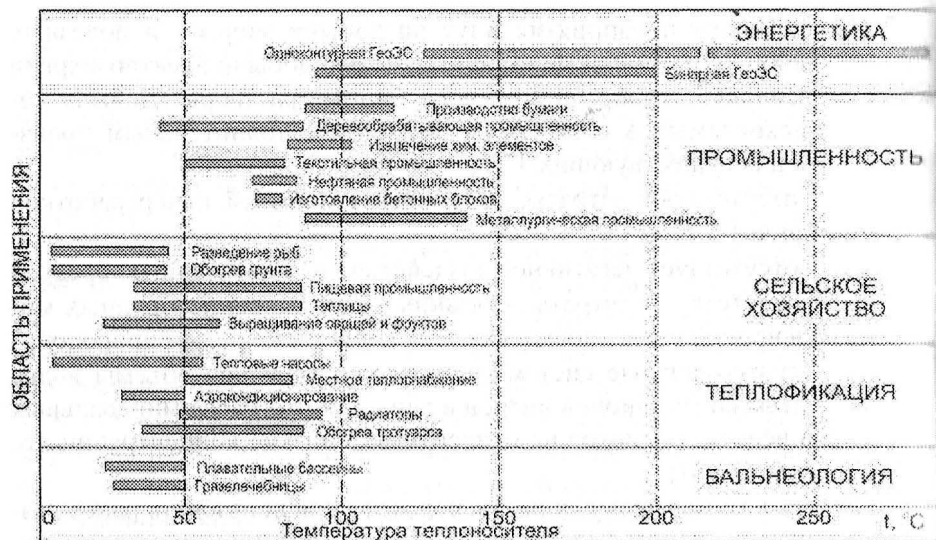 ОБЛАСТЬ ПРИМЕНЕНИЯ
ЭНЕРГЕТИКА
ГеоЭС
Бинарная ГеоЭС
Производство бумаги
Деревообрабатывающая промышленность
Извлечение хим. элементов
Текстильная промышленность
Нефтяная промышленность
Изготовление бетонных блоков
Металлургическая промышленность
ПРОМЫШЛЕННОСТЬ
Разведение рыб
Обогрев грунта
Пищевая промышленность
Теплицы
Выращивание овощей и фруктов
СЕЛЬСКОЕ
ХОЗЯЙСТВО
Тепловые насосы
Местное теплоснабжение
Аэрокондиционирование
Радиаторы
Обогрев тротуаров
ТЕПЛОФИКАЦИЯ
Плавательные бассейны
Грязелечебницы
БАЛЬНЕОЛОГИЯ
0 50 100 150 200 250 t, °C
Температура теплоносителя